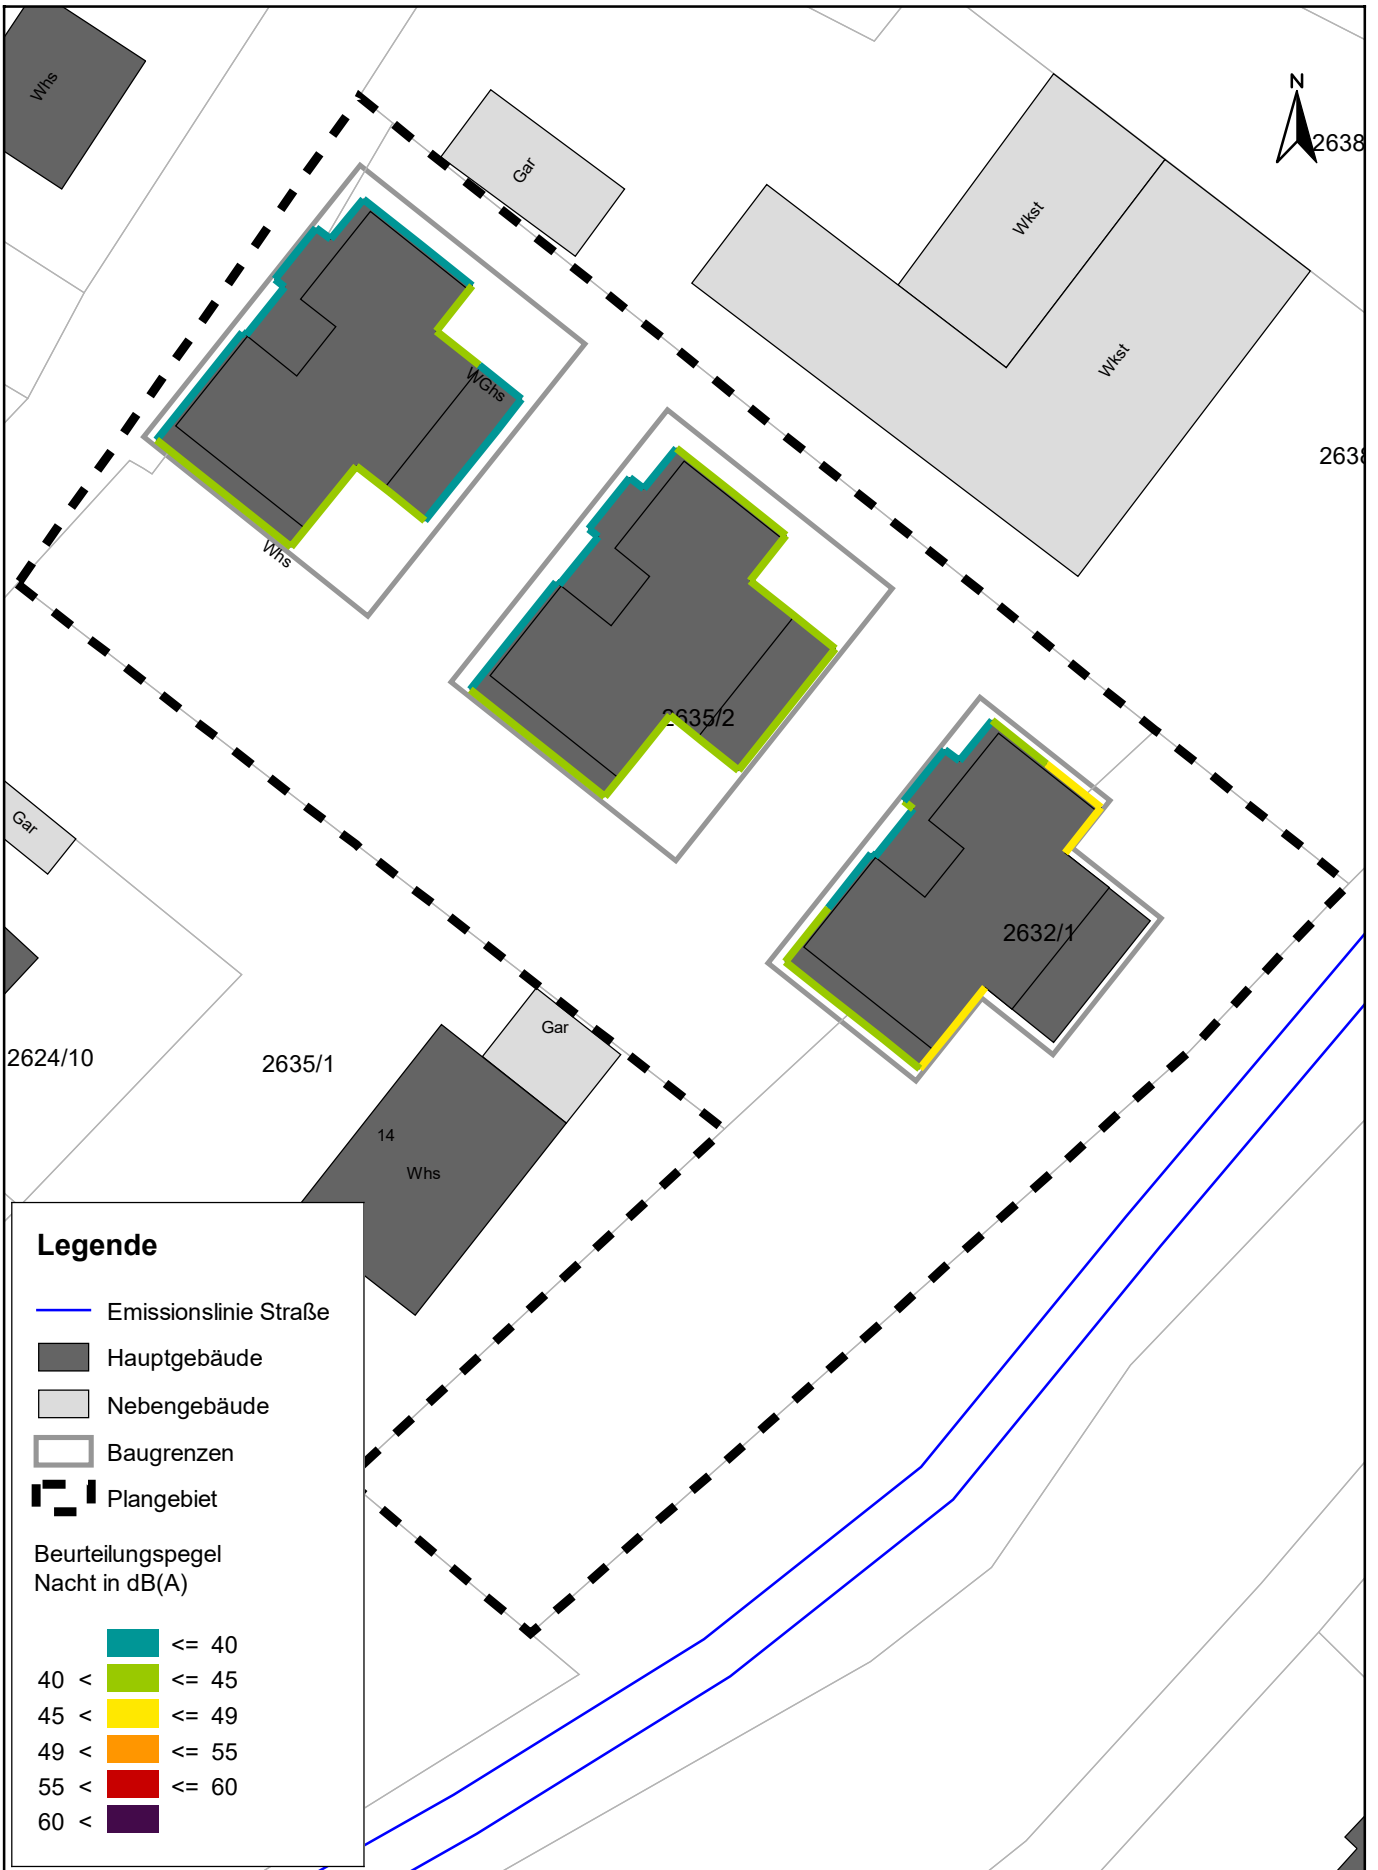 Whs
N
2638
Gar
Wkst
Wkst
WGhs
2638
Whs
2635/2
Gar
2632/1
Gar
2624/10
2635/1
14
Whs
Legende
Emissionslinie Straße
Hauptgebäude
Nebengebäude
Baugrenzen
Plangebiet
Beurteilungspegel
Nacht in dB(A)
<= 40
40 < <= 45
45 < <= 49
49 < <= 55
55 < <= 60
60 <